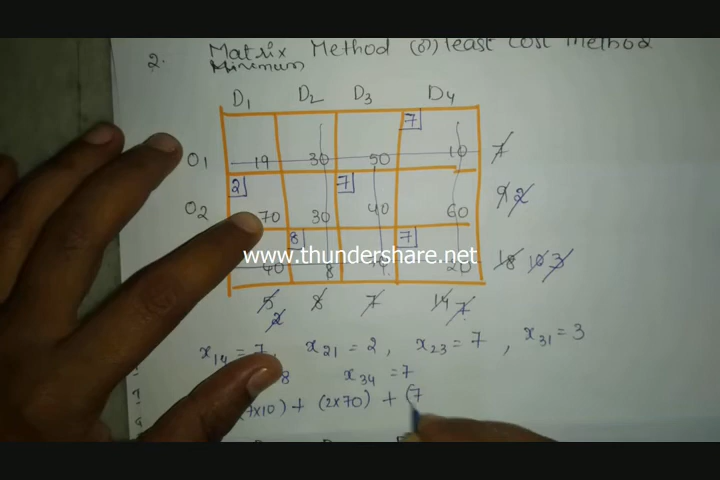 2. Matrix Method (or) least cost method
Minimum
D1 D2 D3 D4
7
O1 19 30 50 10 7
2 7
O2 70 30 40 60 9 2
8 7
www.thundershare.net
40 8 20 18 10 3
5 8 7 14 7
2
x14 = 7, x21 = 2, x23 = 7, x31 = 3
8 x34 = 7
(7x10) + (2x70) + (7